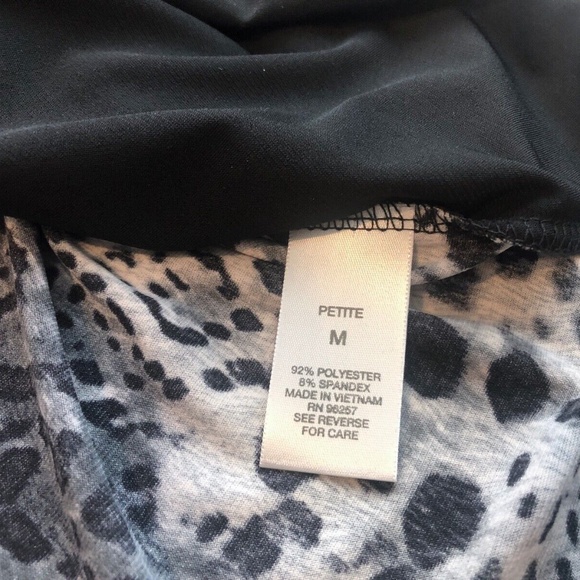 PETITE
M
92% POLYESTER
8% SPANDEX
MADE IN VIETNAM
RN 96257
SEE REVERSE
FOR CARE